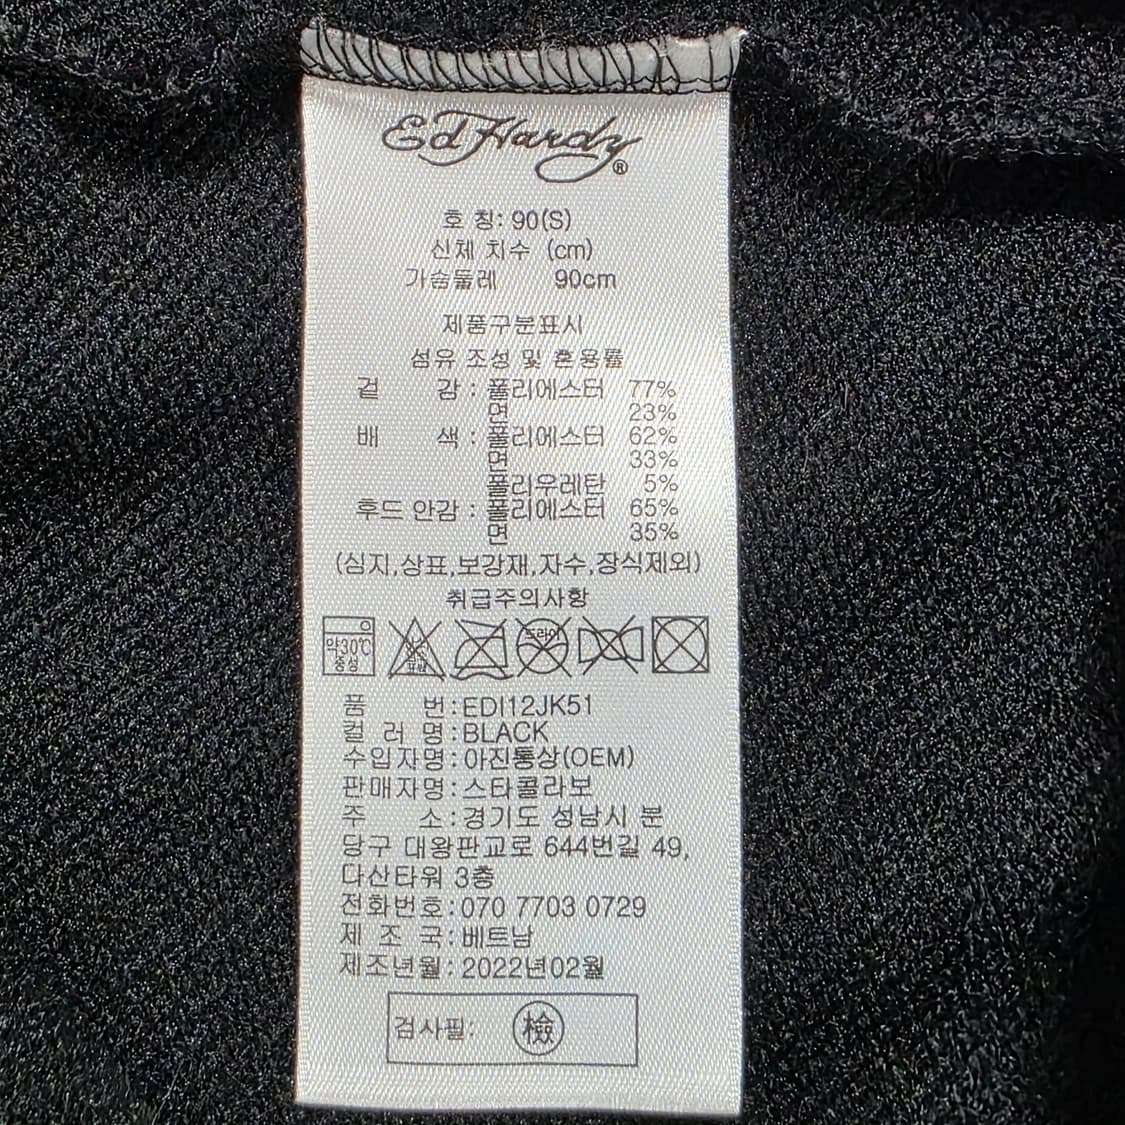 Ed Hardy®
호 칭: 90(S)
신체 치수 (cm)
가슴둘레 90cm
제품구분표시
섬유 조성 및 혼용률
겉 감 : 폴리에스터 77%
면 23%
배 색 : 폴리에스터 62%
면 33%
폴리우레탄 5%
후드 안감 : 폴리에스터 65%
면 35%
(심지,상표,보강재,자수,장식제외)
취급주의사항
약30℃
중성
표백
드라이
품 번:EDI12JK51
컬 러 명:BLACK
수입자명:아진통상(OEM)
판매자명:스타콜라보
주 소:경기도 성남시 분
당구 대왕판교로 644번길 49,
다산타워 3층
전화번호:070 7703 0729
제 조 국:베트남
제조년월:2022년02월
검사필: 檢